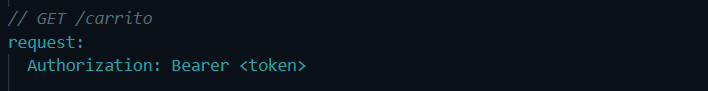 // GET /carrito
request:
  Authorization: Bearer <token>